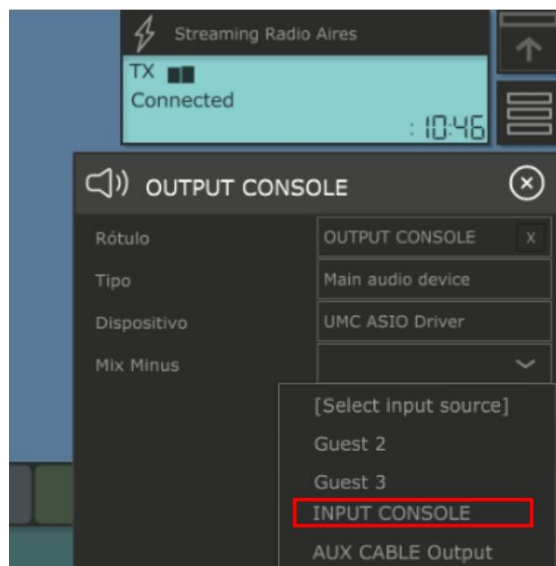 Streaming Radio Aires
TX
Connected
: 10:46
OUTPUT CONSOLE
Rótulo OUTPUT CONSOLE X
Tipo Main audio device
Dispositivo UMC ASIO Driver
Mix Minus
[Select input source]
Guest 2
Guest 3
INPUT CONSOLE
AUX CABLE Output